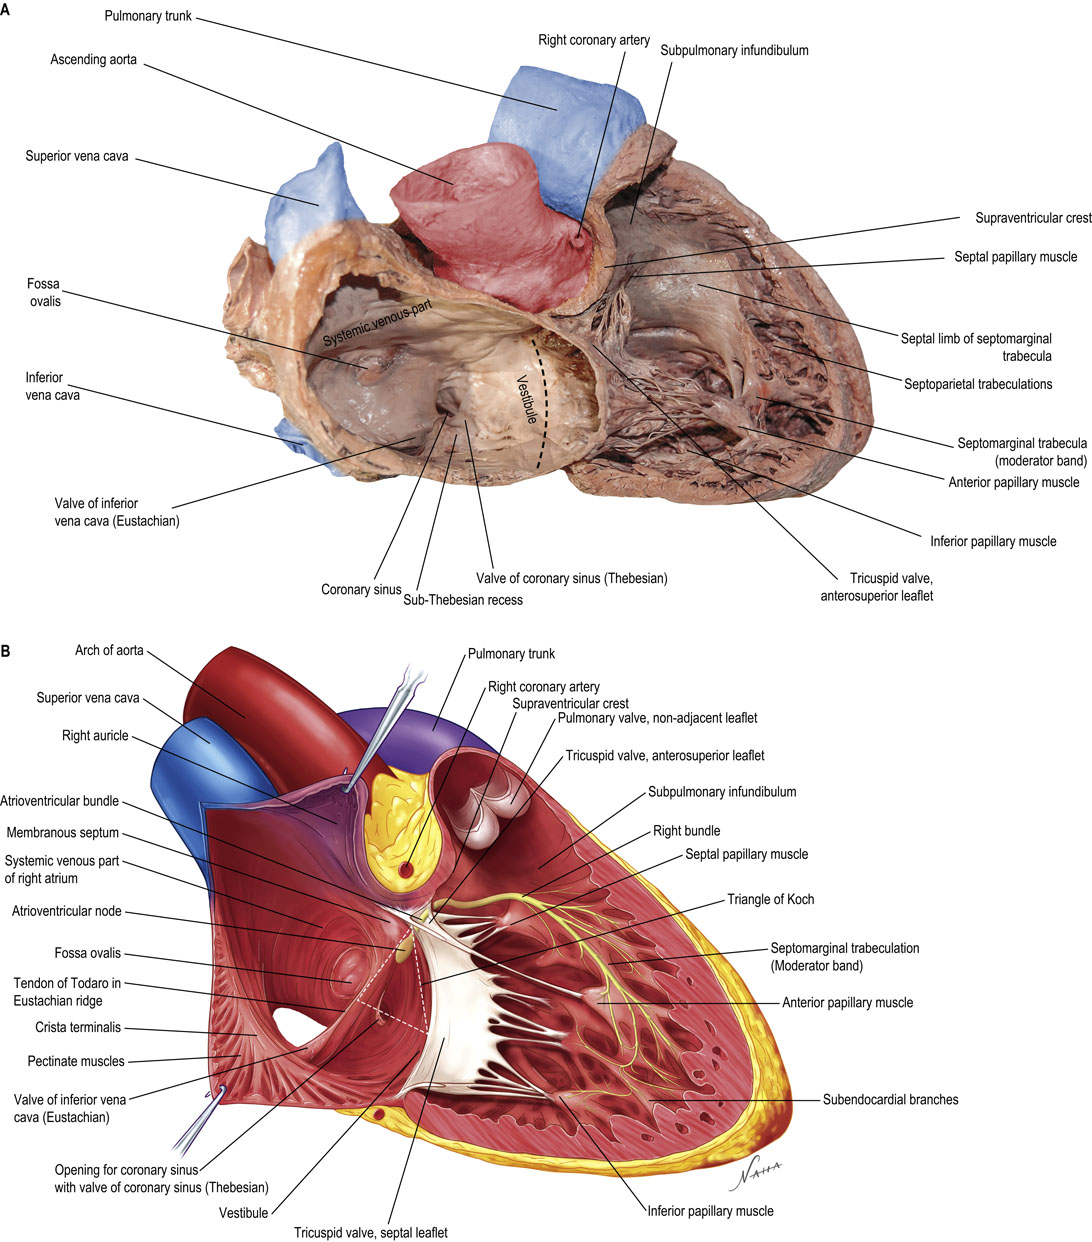 A
Pulmonary trunk
Ascending aorta
Right coronary artery
Subpulmonary infundibulum
Superior vena cava
Supraventricular crest
Septal papillary muscle
Fossa
ovalis
Systemic venous part
Septal limb of septomarginal
trabecula
Septoparietal trabeculations
Inferior
vena cava
Vestibule
Septomarginal trabecula
(moderator band)
Anterior papillary muscle
Valve of inferior
vena cava (Eustachian)
Inferior papillary muscle
Coronary sinus
Sub-Thebesian recess
Valve of coronary sinus (Thebesian)
Tricuspid valve,
anterosuperior leaflet
B
Arch of aorta
Pulmonary trunk
Superior vena cava
Right coronary artery
Supraventricular crest
Pulmonary valve, non-adjacent leaflet
Right auricle
Tricuspid valve, anterosuperior leaflet
Atrioventricular bundle
Subpulmonary infundibulum
Membranous septum
Right bundle
Systemic venous part
of right atrium
Septal papillary muscle
Atrioventricular node
Triangle of Koch
Fossa ovalis
Septomarginal trabeculation
(Moderator band)
Tendon of Todaro in
Eustachian ridge
Anterior papillary muscle
Crista terminalis
Pectinate muscles
Valve of inferior vena
cava (Eustachian)
Subendocardial branches
Opening for coronary sinus
with valve of coronary sinus (Thebesian)
Vestibule
Tricuspid valve, septal leaflet
Inferior papillary muscle